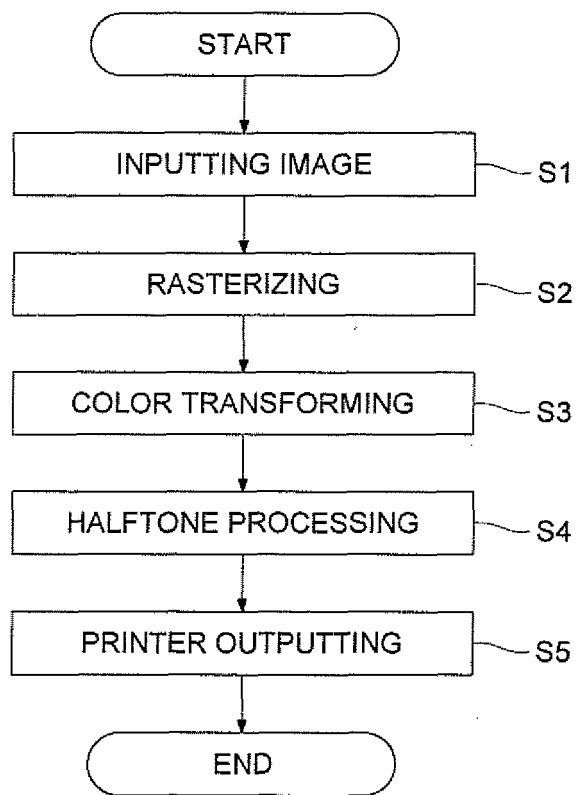 START
INPUTTING IMAGE
S1
RASTERIZING
S2
COLOR TRANSFORMING
S3
HALFTONE PROCESSING
S4
PRINTER OUTPUTTING
S5
END